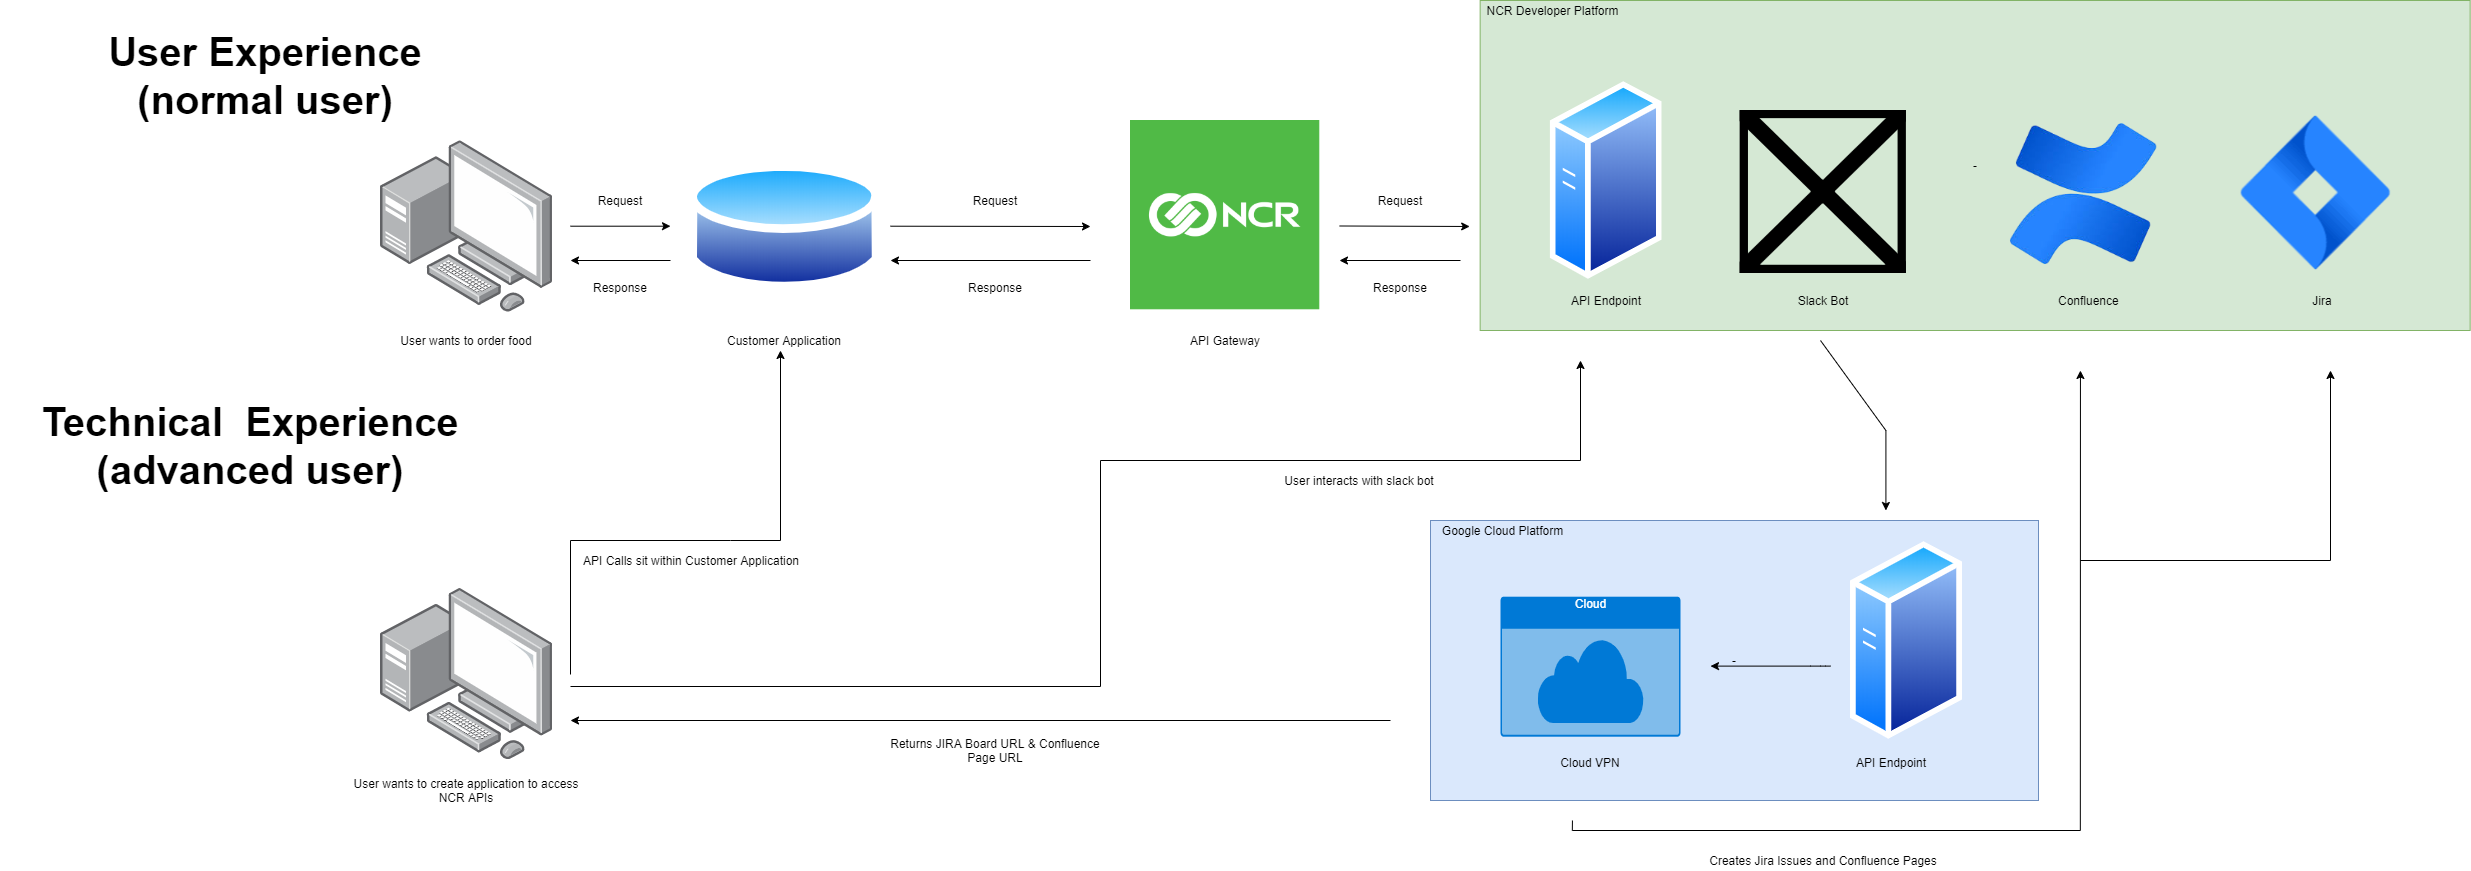 NCR Developer Platform
User Experience
(normal user)
Request
Request
NCR
Request
-
Response
Response
Response
API Endpoint
Slack Bot
Confluence
Jira
User wants to order food
Customer Application
API Gateway
Technical  Experience
(advanced user)
User interacts with slack bot
Google Cloud Platform
API Calls sit within Customer Application
Cloud
-
Returns JIRA Board URL & Confluence
Page URL
Cloud VPN
API Endpoint
User wants to create application to access
NCR APIs
Creates Jira Issues and Confluence Pages